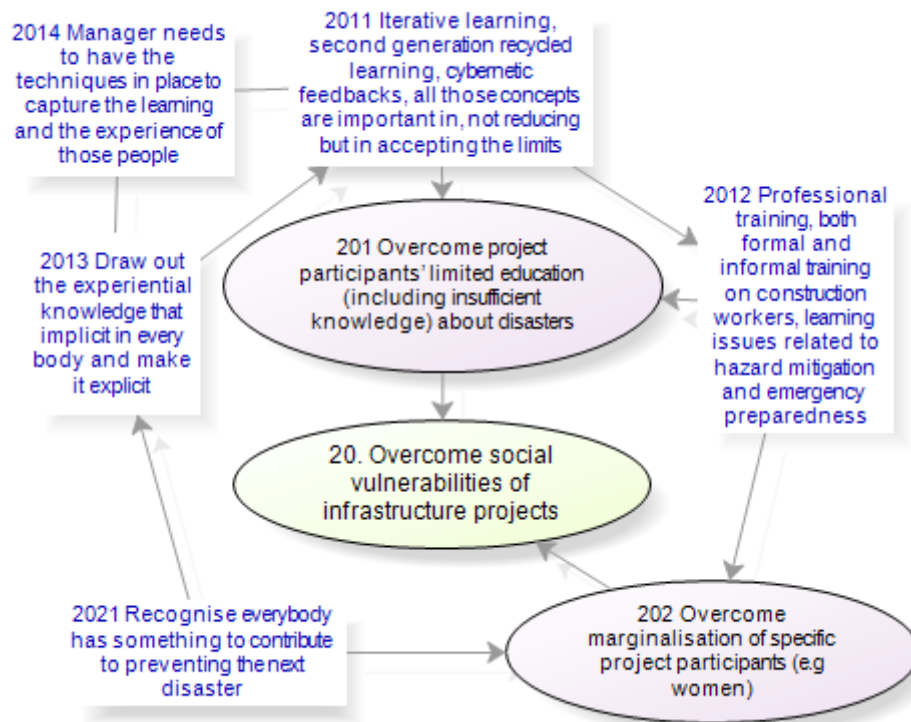 2014 Manager needs
to have the
techniques in place to
capture the learning
and the experience of
those people
2011 Iterative learning,
second generation recycled
learning, cybernetic
feedbacks, all those concepts
are important in, not reducing
but in accepting the limits
2012 Professional
training, both
formal and
informal training
on construction
workers, learning
issues related to
hazard mitigation
and emergency
preparedness
201 Overcome project
participants’ limited education
(including insufficient
knowledge) about disasters
2013 Draw out
the experiential
knowledge that
implicit in every
body and make
it explicit
20. Overcome social
vulnerabilities of
infrastructure projects
2021 Recognise everybody
has something to contribute
to preventing the next
disaster
202 Overcome
marginalisation of specific
project participants (e.g
women)